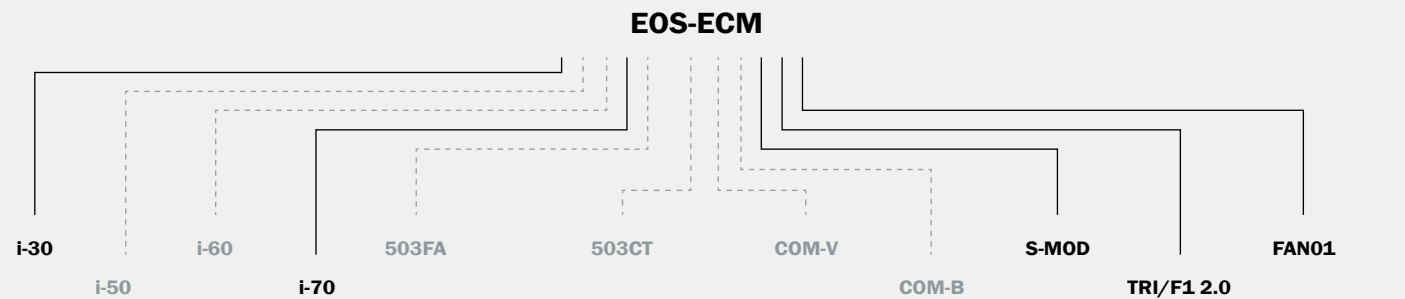 EOS-ECM
i-30
i-50
i-60
i-70
503FA
503CT
COM-V
COM-B
S-MOD
TRI/F1 2.0
FAN01